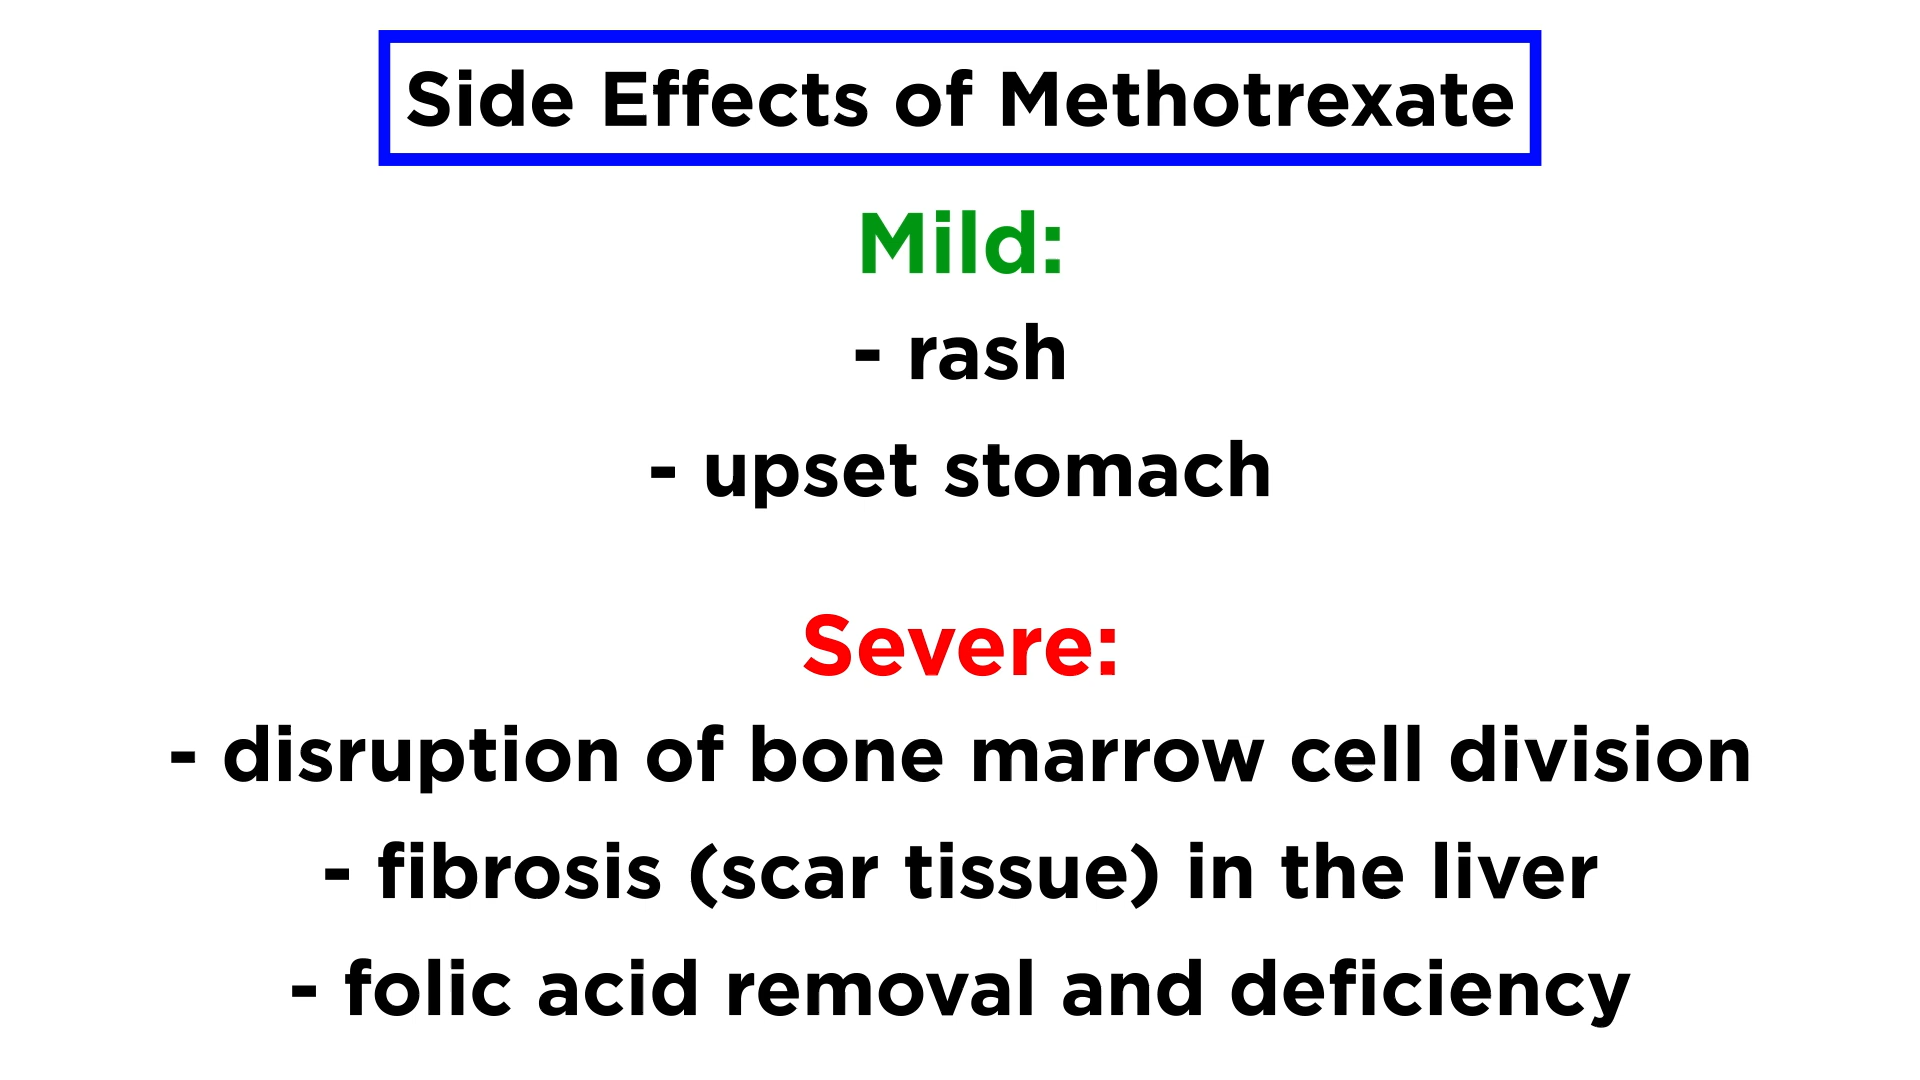 Side Effects of Methotrexate
Mild:
- rash
- upset stomach
Severe:
- disruption of bone marrow cell division
- fibrosis (scar tissue) in the liver
- folic acid removal and deficiency